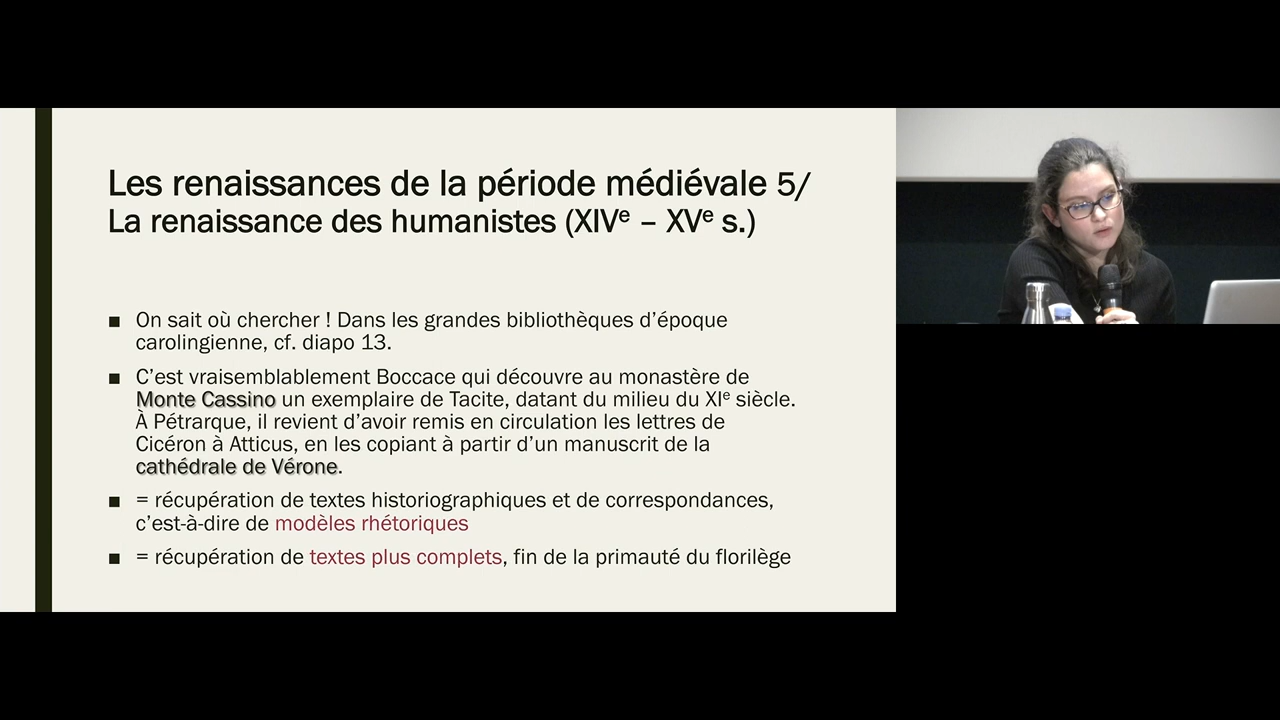 Les renaissances de la période médiévale 5/
La renaissance des humanistes (XIVᵉ – XVᵉ s.)
■ On sait où chercher ! Dans les grandes bibliothèques d’époque
carolingienne, cf. diapo 13.
■ C’est vraisemblablement Boccace qui découvre au monastère de
Monte Cassino un exemplaire de Tacite, datant du milieu du XIᵉ siècle.
À Pétrarque, il revient d’avoir remis en circulation les lettres de
Cicéron à Atticus, en les copiant à partir d’un manuscrit de la
cathédrale de Vérone.
■ = récupération de textes historiographiques et de correspondances,
c’est-à-dire de modèles rhétoriques
■ = récupération de textes plus complets, fin de la primauté du florilège